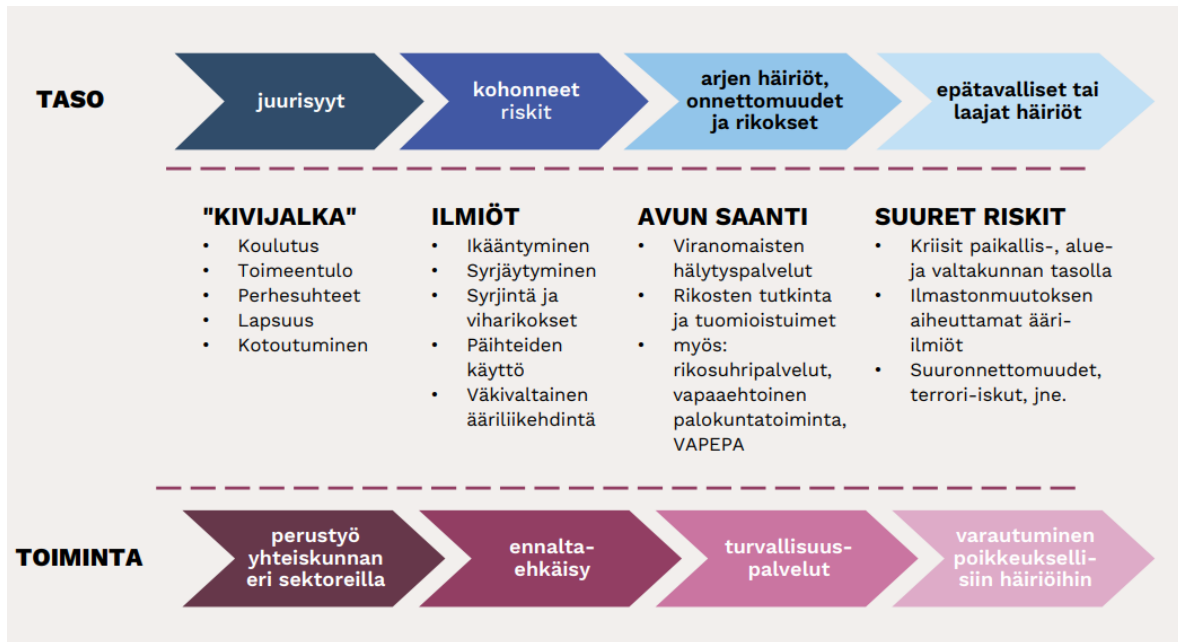 TASO
juurisyyt
kohonneet
riskit
arjen häiriöt,
onnettomuudet
ja rikokset
epätavalliset tai
laajat häiriöt
"KIVIJALKA"
• Koulutus
• Toimeentulo
• Perhesuhteet
• Lapsuus
• Kotoutuminen
ILMIÖT
• Ikääntyminen
• Syrjäytyminen
• Syrjintä ja
viharikokset
• Päihteiden
käyttö
• Väkivaltainen
ääriliikehdintä
AVUN SAANTI
• Viranomaisten
hälytyspalvelut
• Rikosten tutkinta
ja tuomioistuimet
• myös:
rikosuhripalvelut,
vapaaehtoinen
palokuntatoiminta,
VAPEPA
SUURET RISKIT
• Kriisit paikallis-, alue-
ja valtakunnan tasolla
• Ilmastonmuutoksen
aiheuttamat ääri-
ilmiöt
• Suuronnettomuudet,
terrori-iskut, jne.
TOIMINTA
perustyö
yhteiskunnan
eri sektoreilla
ennalta-
ehkäisy
turvallisuus-
palvelut
varautuminen
poikkeukselli-
siin häiriöihin